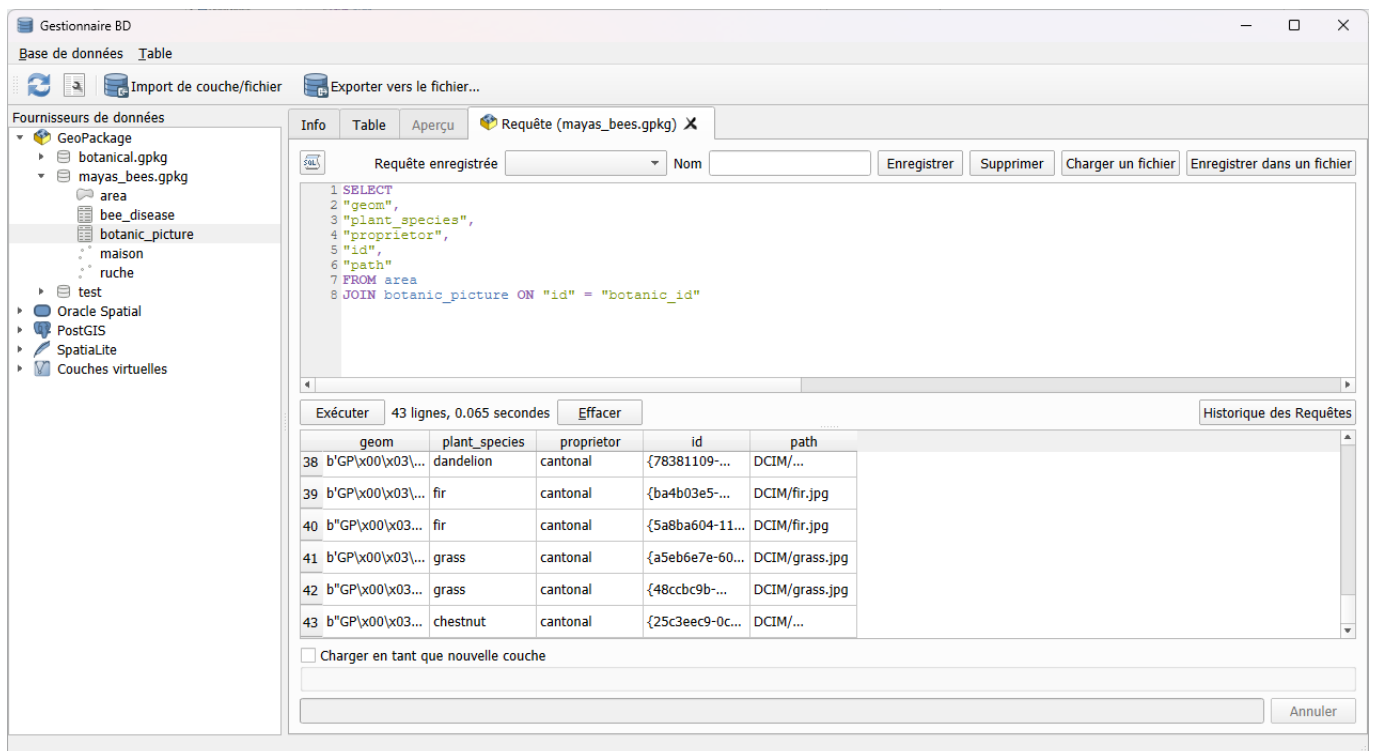 Gestionnaire BD
Base de données Table
Import de couche/fichier Exporter vers le fichier...
Fournisseurs de données
GeoPackage
botanical.gpkg
mayas_bees.gpkg
area
bee_disease
botanic_picture
maison
ruche
test
Oracle Spatial
PostGIS
SpatiaLite
Couches virtuelles
Info Table Aperçu Requête (mayas_bees.gpkg)
SQL Requête enregistrée Nom Enregistrer Supprimer Charger un fichier Enregistrer dans un fichier
1 SELECT
2 "geom",
3 "plant_species",
4 "proprietor",
5 "id",
6 "path"
7 FROM area
8 JOIN botanic_picture ON "id" = "botanic_id"
Exécuter 43 lignes, 0.065 secondes Effacer Historique des Requêtes
geom plant_species proprietor id path
38 b'GP\x00\x03\... dandelion cantonal {78381109-... DCIM/...
39 b'GP\x00\x03\... fir cantonal {ba4b03e5-... DCIM/fir.jpg
40 b"GP\x00\x03... fir cantonal {5a8ba604-11... DCIM/fir.jpg
41 b'GP\x00\x03\... grass cantonal {a5eb6e7e-60... DCIM/grass.jpg
42 b"GP\x00\x03... grass cantonal {48ccbc9b-... DCIM/grass.jpg
43 b"GP\x00\x03... chestnut cantonal {25c3eec9-0c... DCIM/...
Charger en tant que nouvelle couche
Annuler